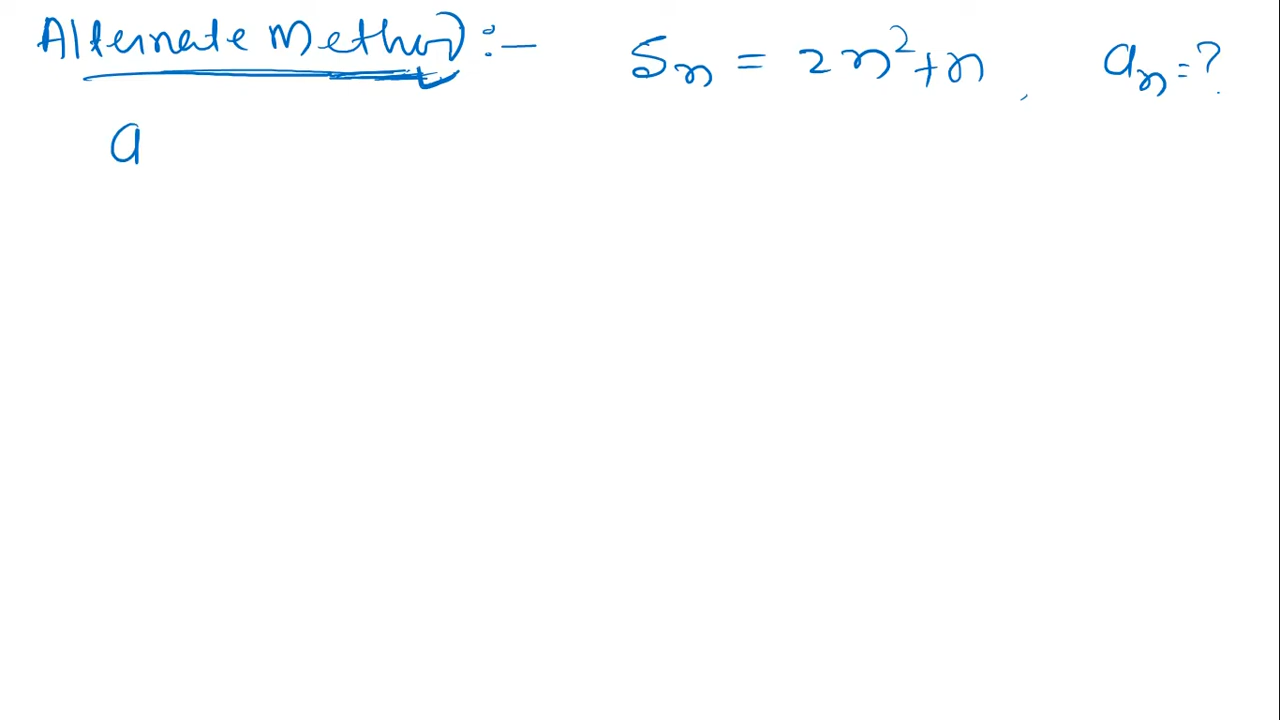 Alternate Method :- Sn = 2n²+n, an = ?
a